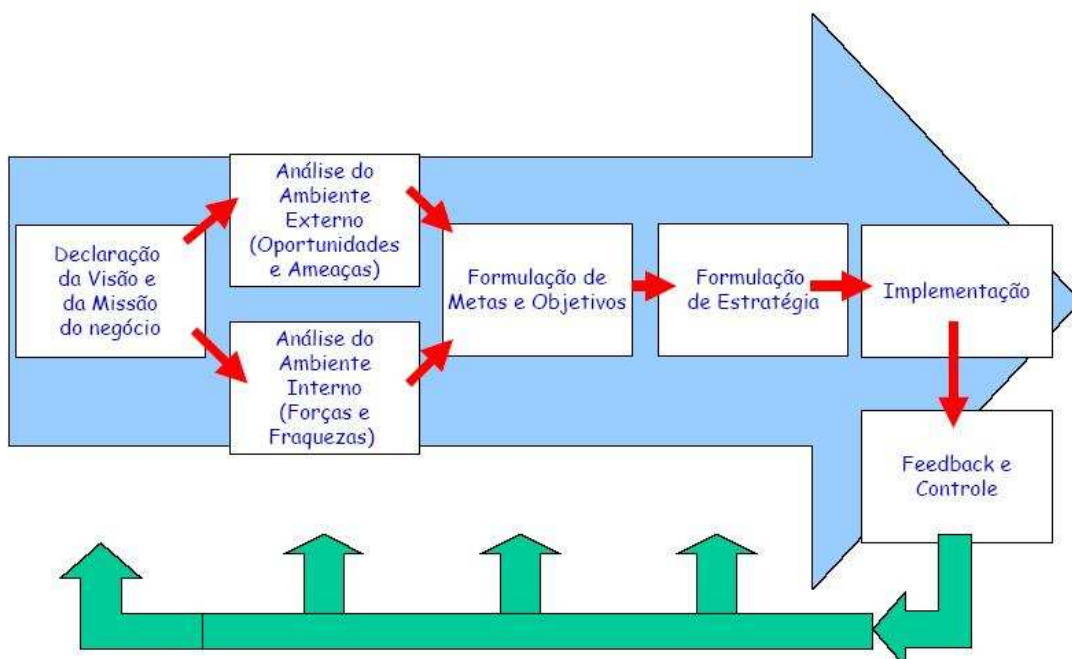 Declaração
da Visão e
da Missão
do negócio
Análise do
Ambiente
Externo
(Oportunidades
e Ameaças)
Análise do
Ambiente
Interno
(Forças e
Fraquezas)
Formulação de
Metas e Objetivos
Formulação
de Estratégia
Implementação
Feedback e
Controle